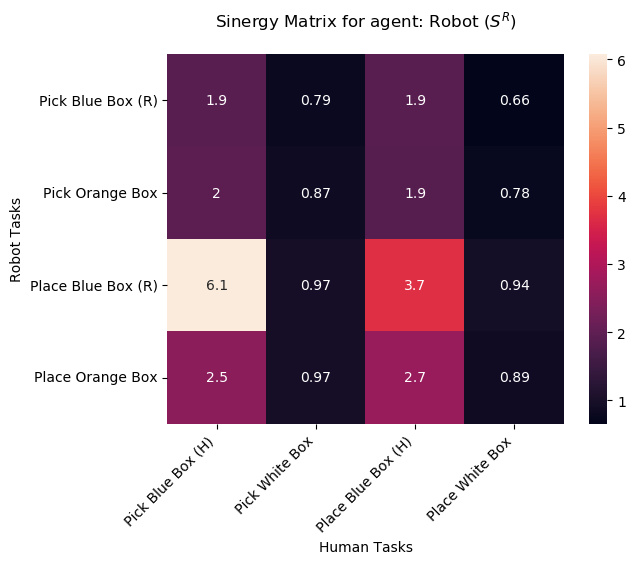 Sinergy Matrix for agent: Robot (S^R)
Pick Blue Box (R) 1.9 0.79 1.9 0.66
Pick Orange Box 2 0.87 1.9 0.78
Place Blue Box (R) 6.1 0.97 3.7 0.94
Place Orange Box 2.5 0.97 2.7 0.89
Robot Tasks
6
5
4
3
2
1
Pick Blue Box (H)
Pick White Box
Place Blue Box (H)
Place White Box
Human Tasks